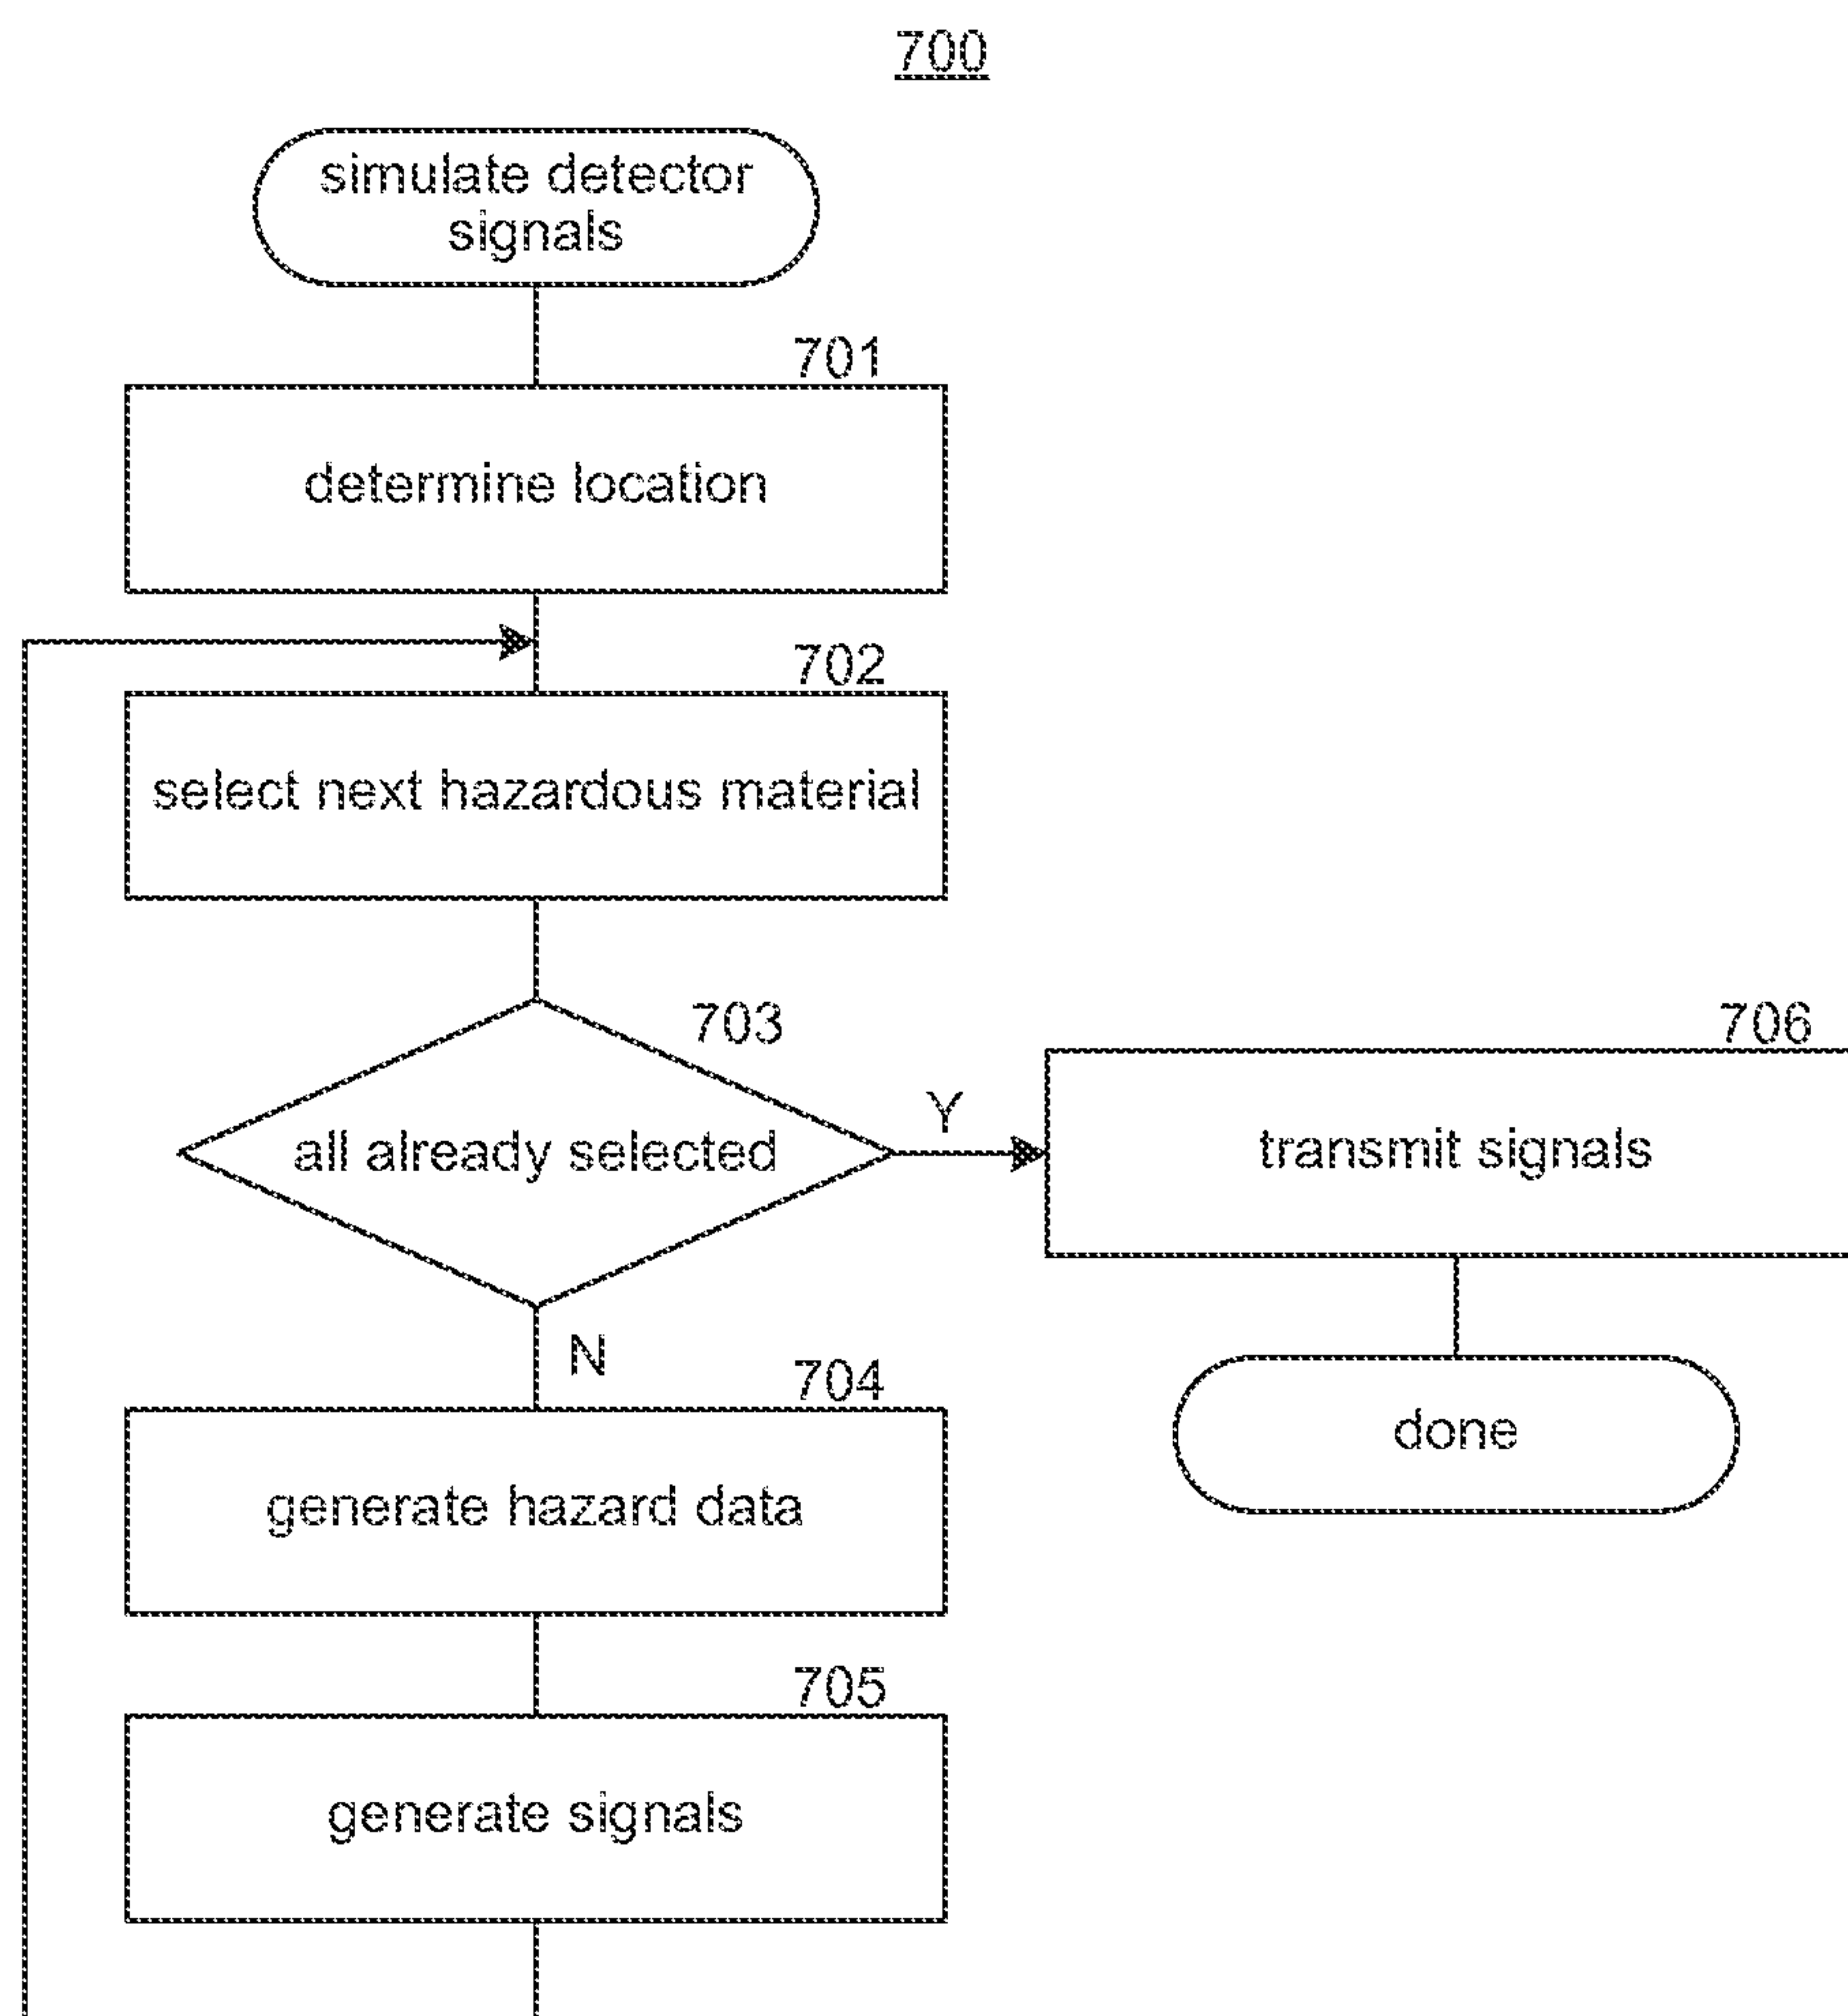 700
simulate detector
signals
701
determine location
702
select next hazardous material
703
all already selected
Y
706
transmit signals
done
N
704
generate hazard data
705
generate signals